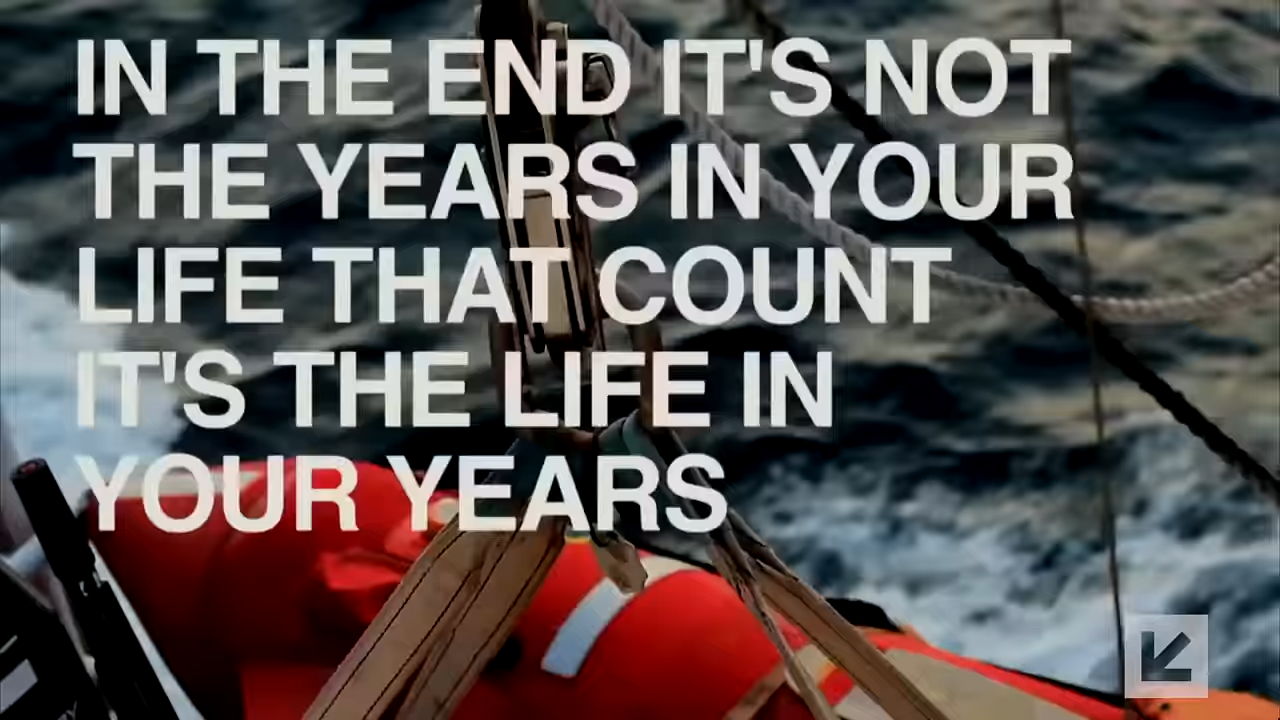 IN THE END IT'S NOT
THE YEARS IN YOUR
LIFE THAT COUNT
IT'S THE LIFE IN
YOUR YEARS